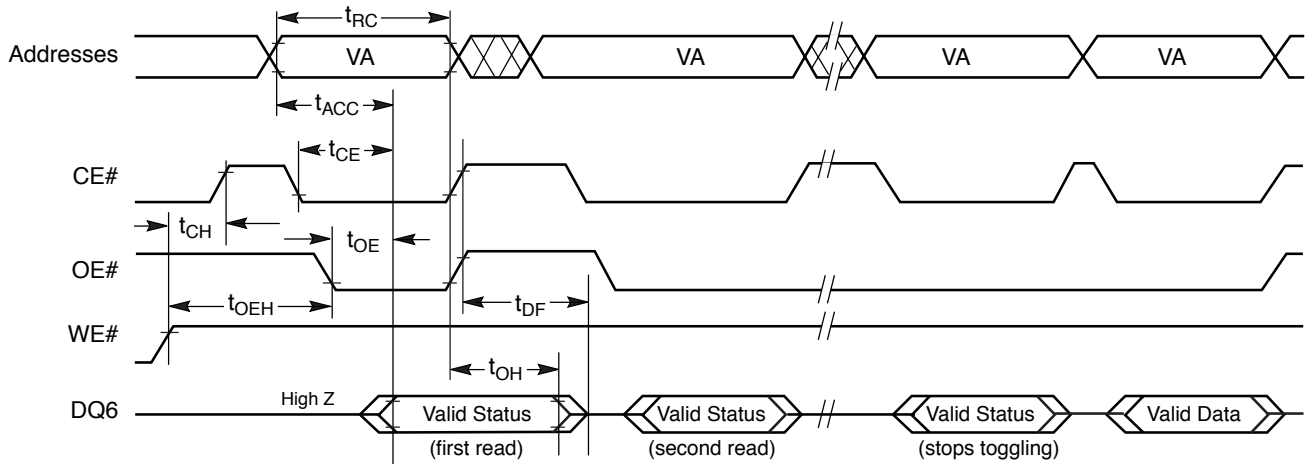 tRC
Addresses VA VA VA VA
tACC
tCE
CE#
tCH
tOE
OE#
tOEH
tDF
WE#
tOH
High Z
DQ6 Valid Status Valid Status Valid Status Valid Data
(first read) (second read) (stops toggling)